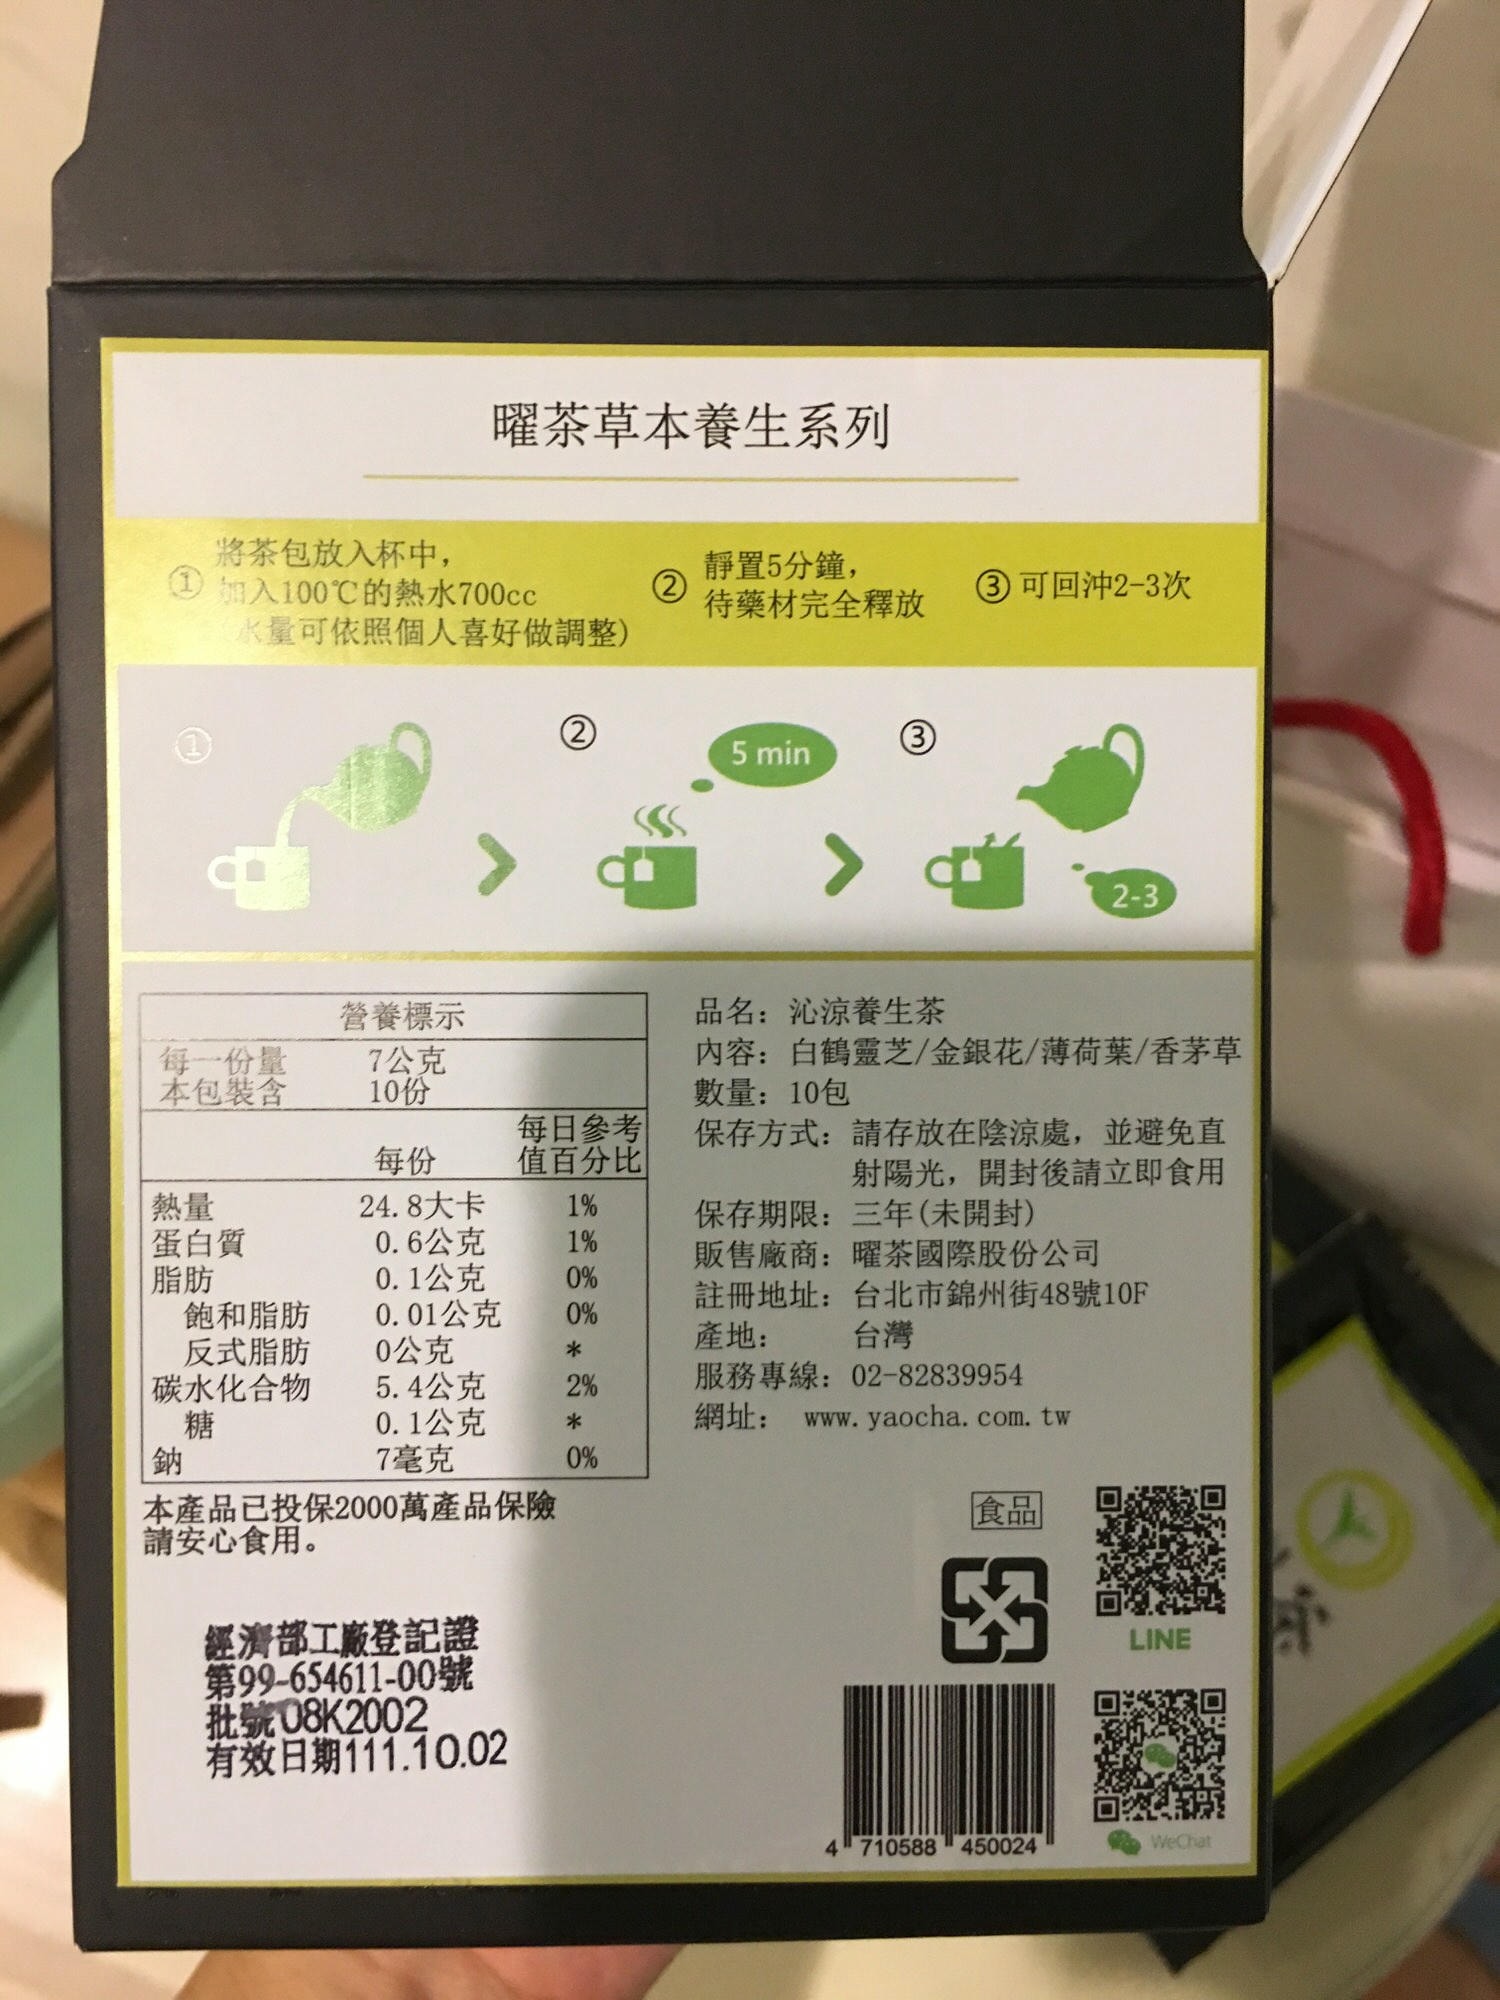 曜茶草本養生系列
① 將茶包放入杯中，
加入100℃的熱水700cc
(水量可依照個人喜好做調整)
② 靜置5分鐘，
待藥材完全釋放
③ 可回沖2-3次
①
②
5 min
③
2-3
營養標示
每一份量 7公克
本包裝含 10份
每份 每日參考值百分比
熱量 24.8大卡 1%
蛋白質 0.6公克 1%
脂肪 0.1公克 0%
飽和脂肪 0.01公克 0%
反式脂肪 0公克 *
碳水化合物 5.4公克 2%
糖 0.1公克 *
鈉 7毫克 0%
本產品已投保2000萬產品保險
請安心食用。
經濟部工廠登記證
第99-654611-00號
批號08K2002
有效日期111.10.02
品名：沁涼養生茶
內容：白鶴靈芝/金銀花/薄荷葉/香茅草
數量：10包
保存方式：請存放在陰涼處，並避免直
射陽光，開封後請立即食用
保存期限：三年(未開封)
販售廠商：曜茶國際股份公司
註冊地址：台北市錦州街48號10F
產地： 台灣
服務專線：02-82839954
網址： www.yaocha.com.tw
食品
LINE
4 710588 450024
WeChat
茶